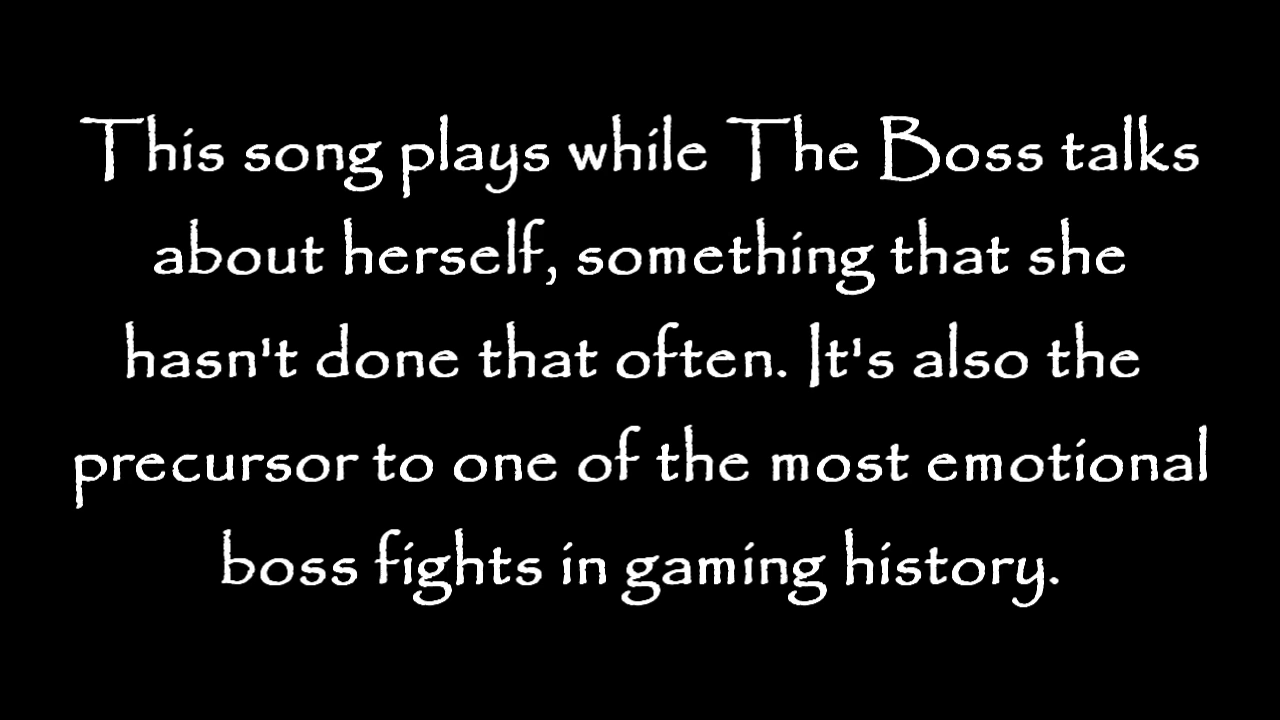 This song plays while The Boss talks
about herself, something that she
hasn't done that often. It's also the
precursor to one of the most emotional
boss fights in gaming history.